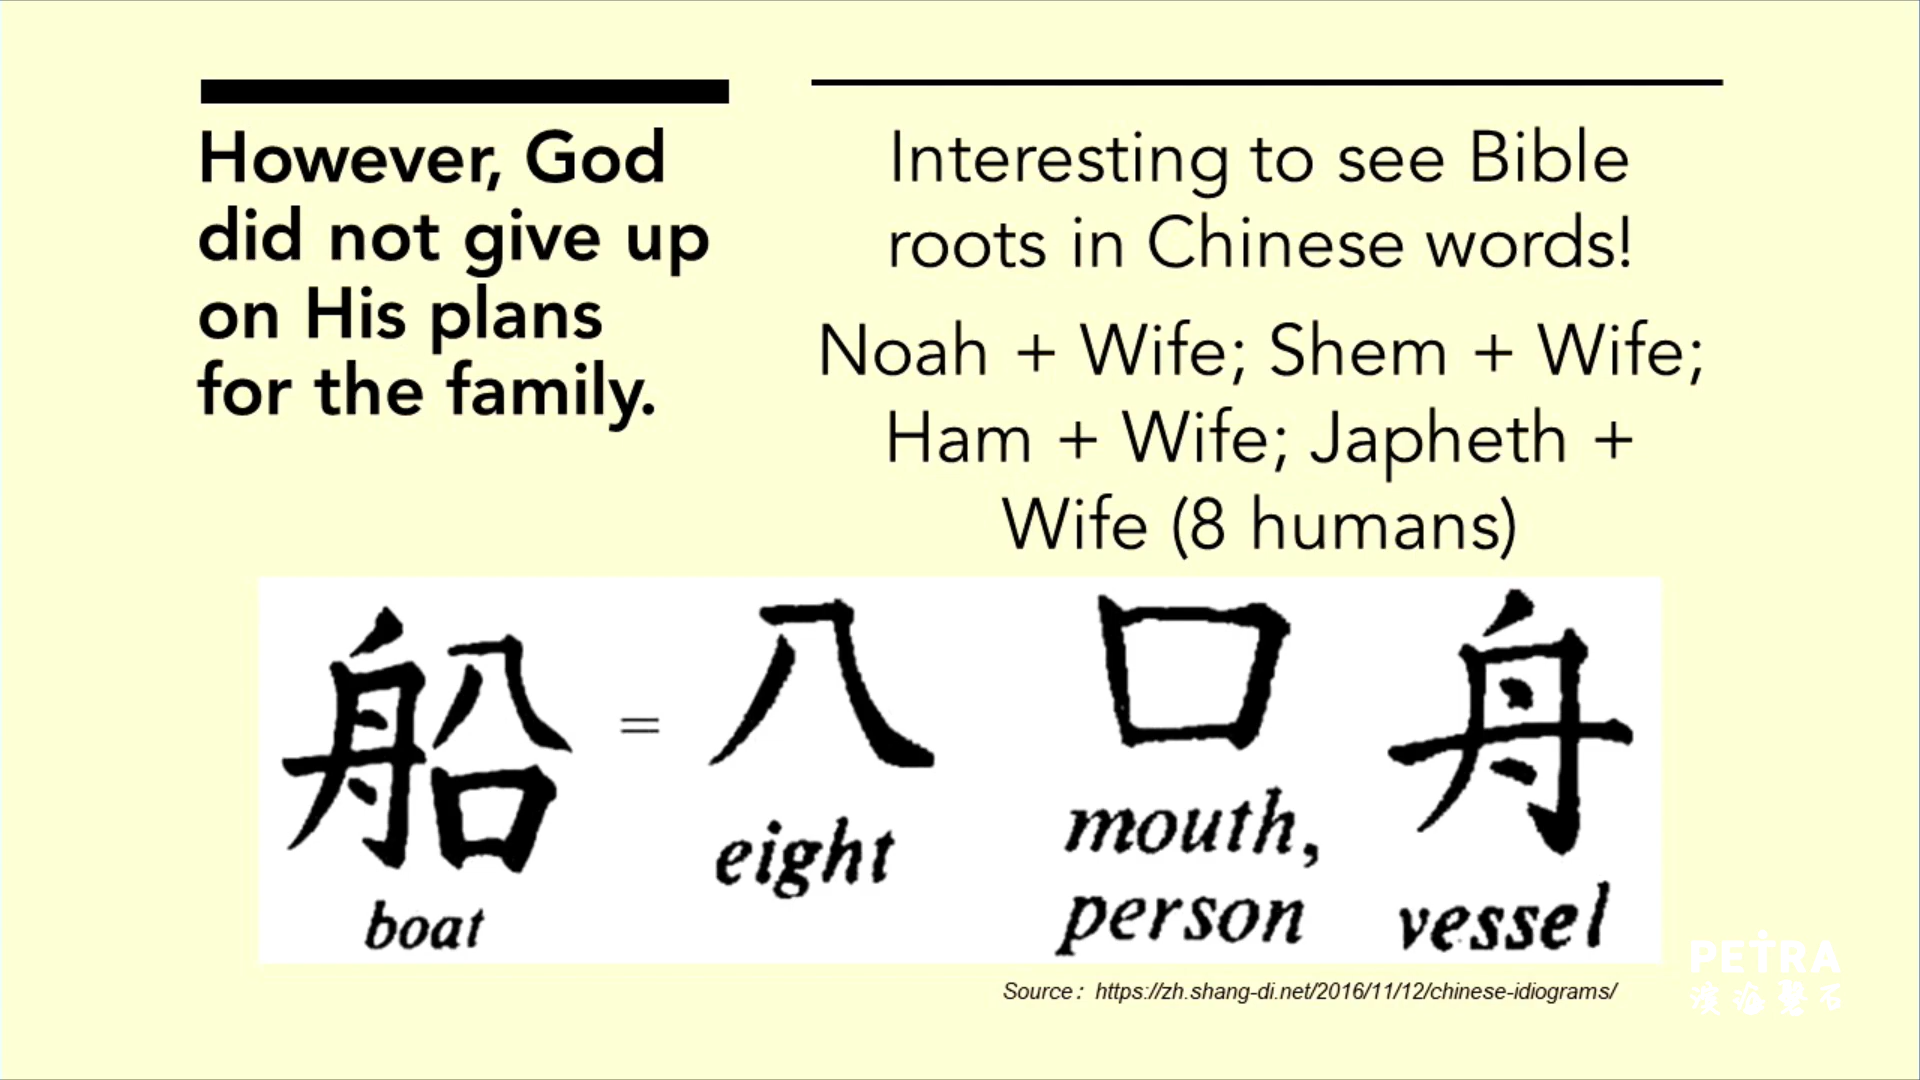 However, God
did not give up
on His plans
for the family.
Interesting to see Bible
roots in Chinese words!
Noah + Wife; Shem + Wife;
Ham + Wife; Japheth +
Wife (8 humans)
船 = 八 口 舟
boat eight mouth, person vessel
Source：https://zh.shang-di.net/2016/11/12/chinese-idiograms/
PETRA
磐石